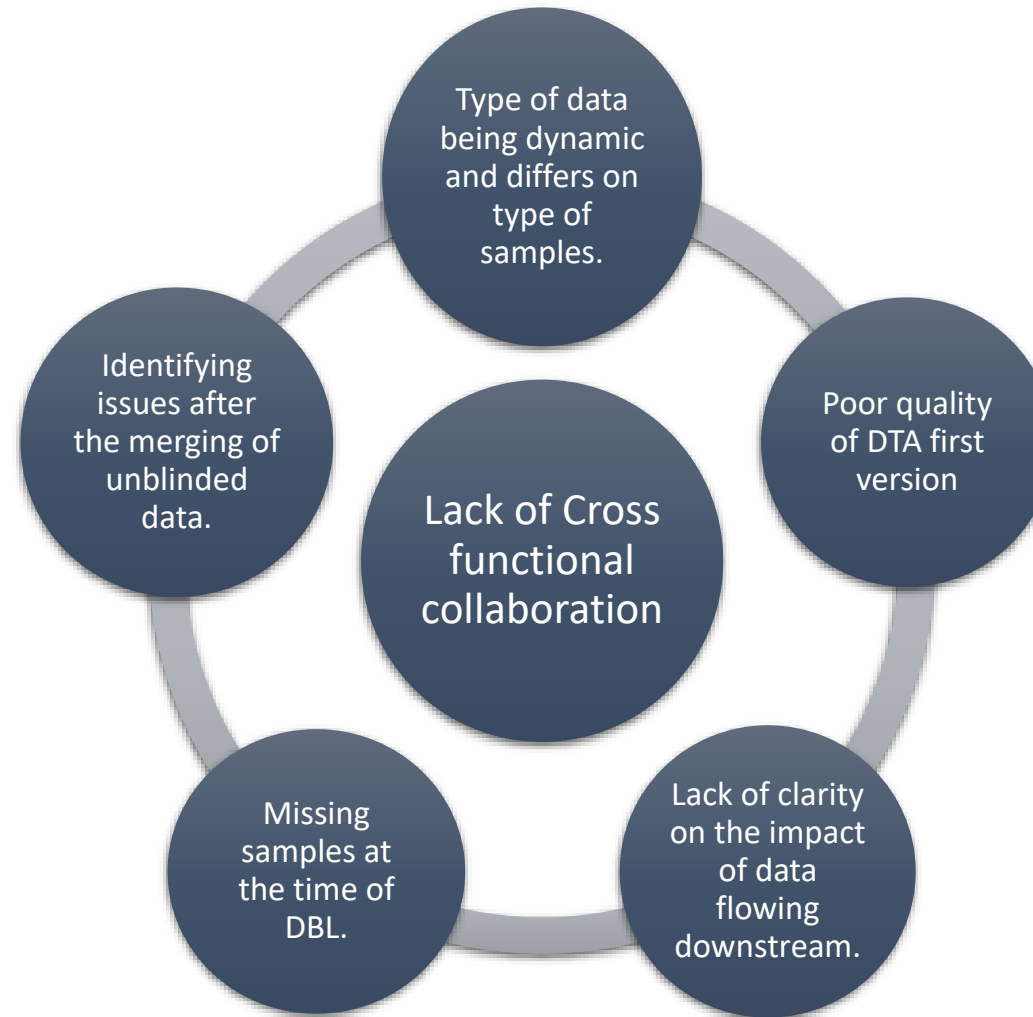 Type of data
being dynamic
and differs on
type of
samples.
Poor quality
of DTA first
version
Lack of clarity
on the impact
of data
flowing
downstream.
Missing
samples at
the time of
DBL.
Identifying
issues after
the merging of
unblinded
data.
Lack of Cross
functional
collaboration